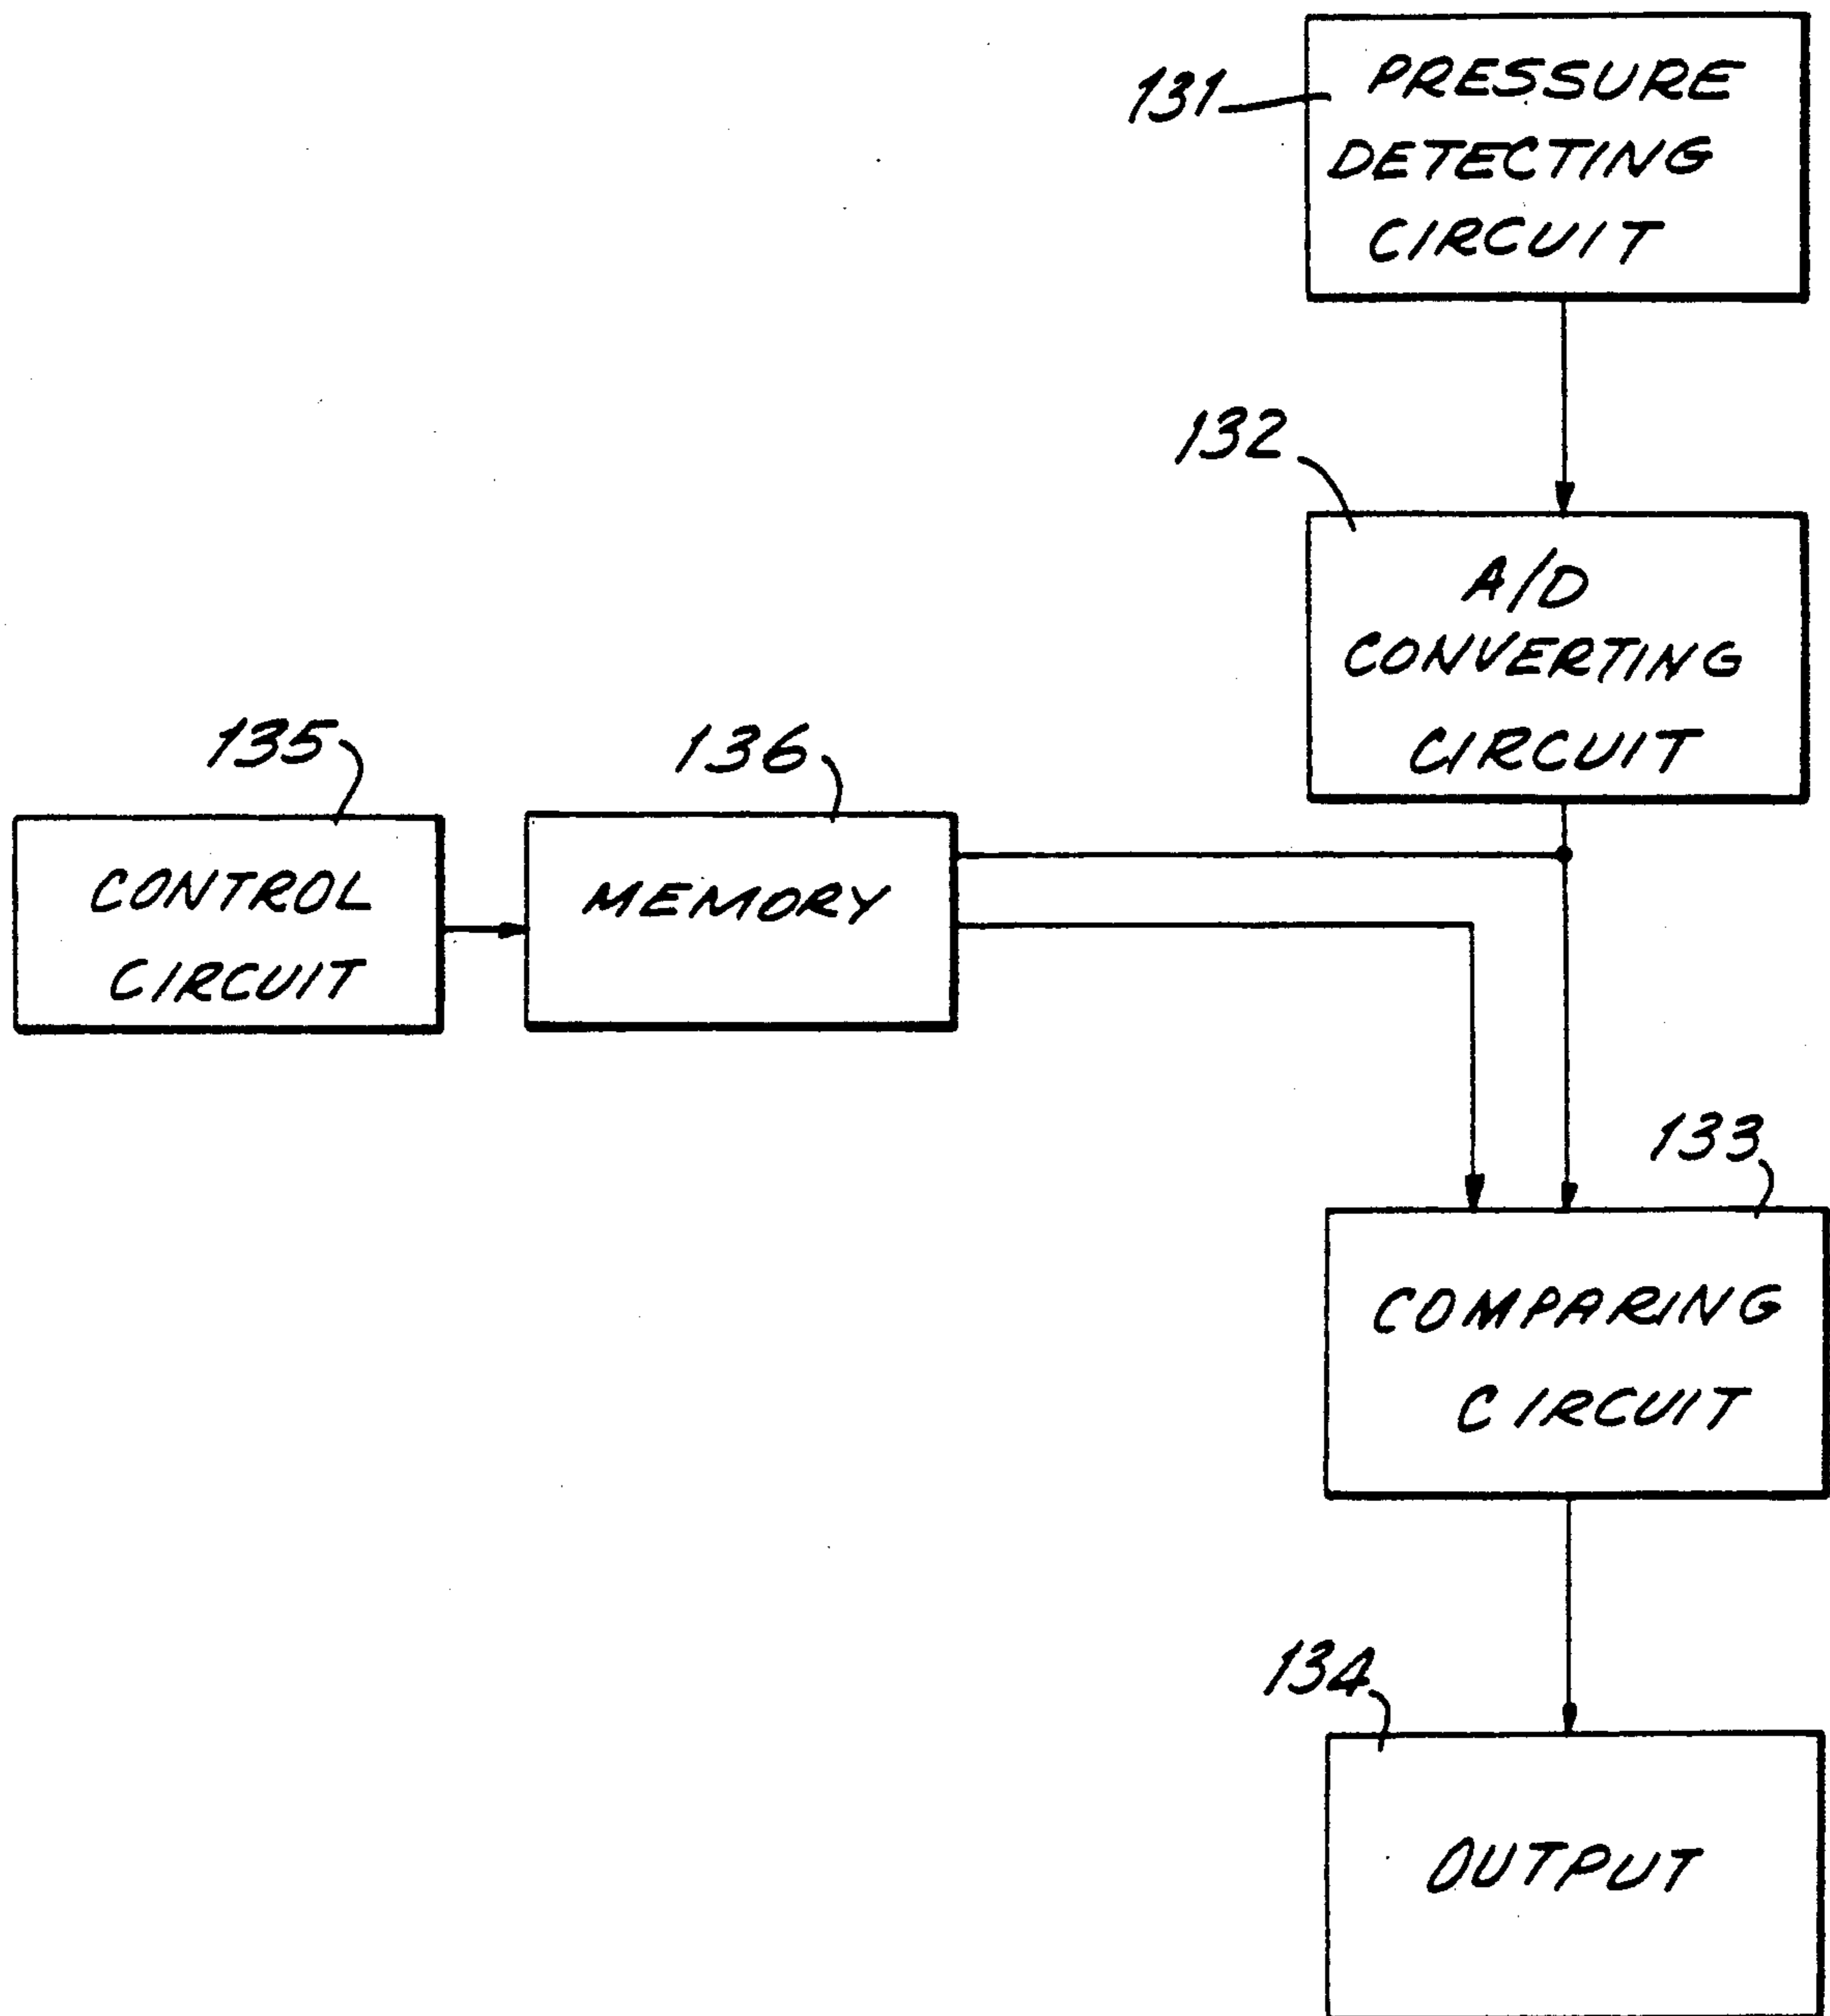 131
PRESSURE
DETECTING
CIRCUIT
132
A/D
CONVERTING
CIRCUIT
135
CONTROL
CIRCUIT
136
MEMORY
133
COMPARING
CIRCUIT
134
OUTPUT